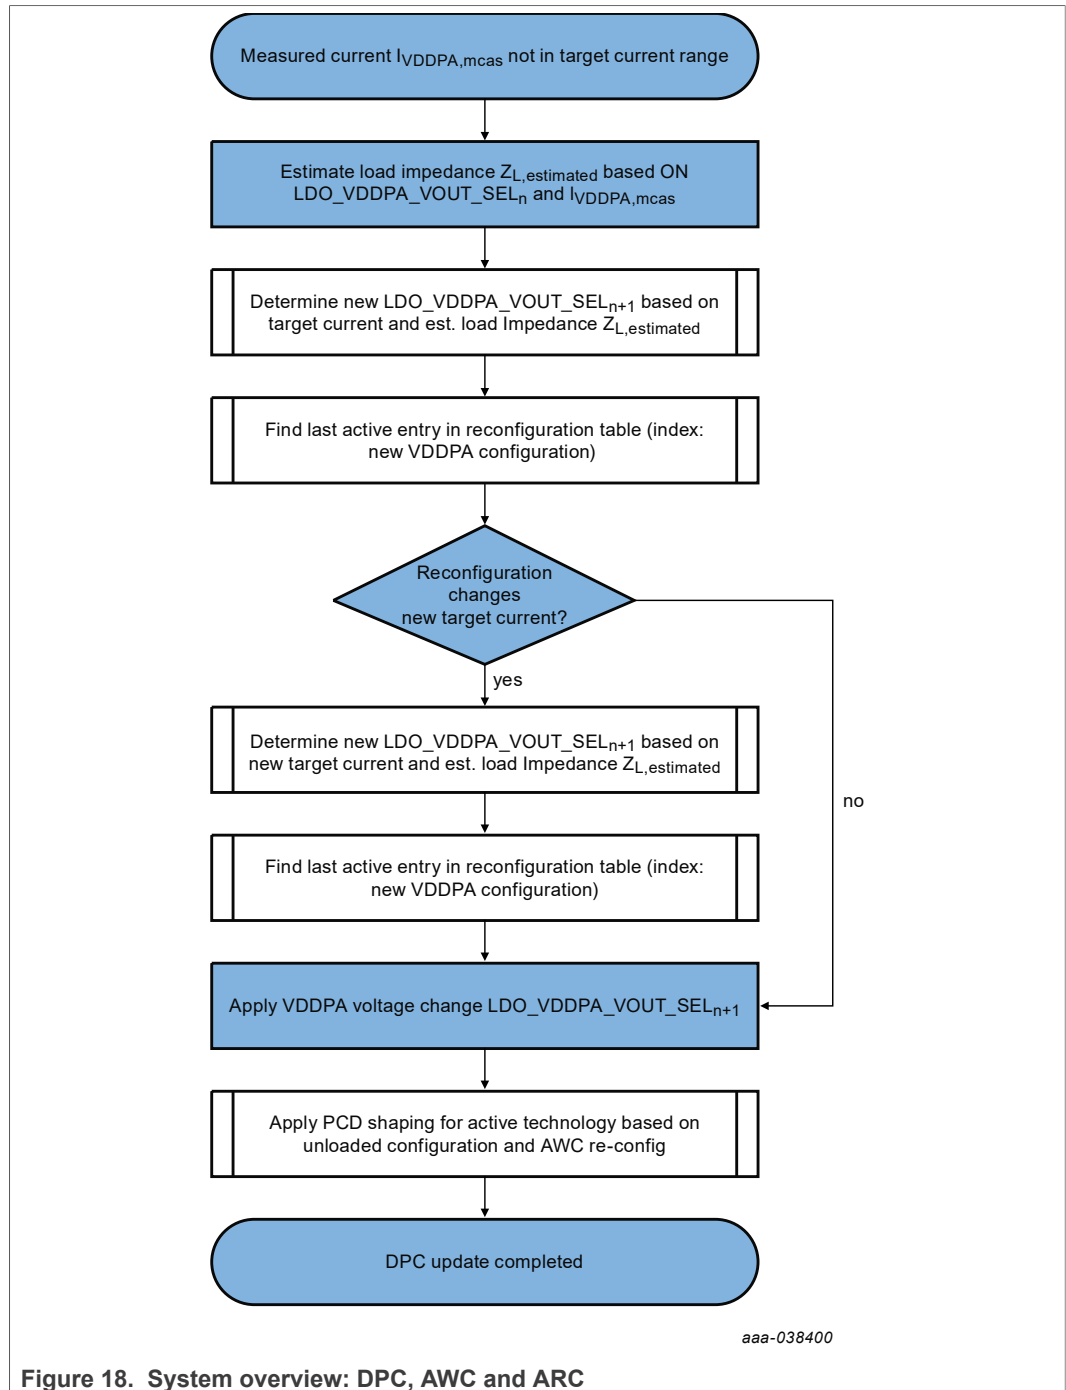 Measured current IVDDPA,mcas not in target current range
Estimate load impedance ZL,estimated based ON
LDO_VDDPA_VOUT_SELn and IVDDPA,mcas
Determine new LDO_VDDPA_VOUT_SELn+1 based on
target current and est. load Impedance ZL,estimated
Find last active entry in reconfiguration table (index:
new VDDPA configuration)
Reconfiguration
changes
new target current?
yes
Determine new LDO_VDDPA_VOUT_SELn+1 based on
new target current and est. load Impedance ZL,estimated
no
Find last active entry in reconfiguration table (index:
new VDDPA configuration)
Apply VDDPA voltage change LDO_VDDPA_VOUT_SELn+1
Apply PCD shaping for active technology based on
unloaded configuration and AWC re-config
DPC update completed
aaa-038400
Figure 18. System overview: DPC, AWC and ARC